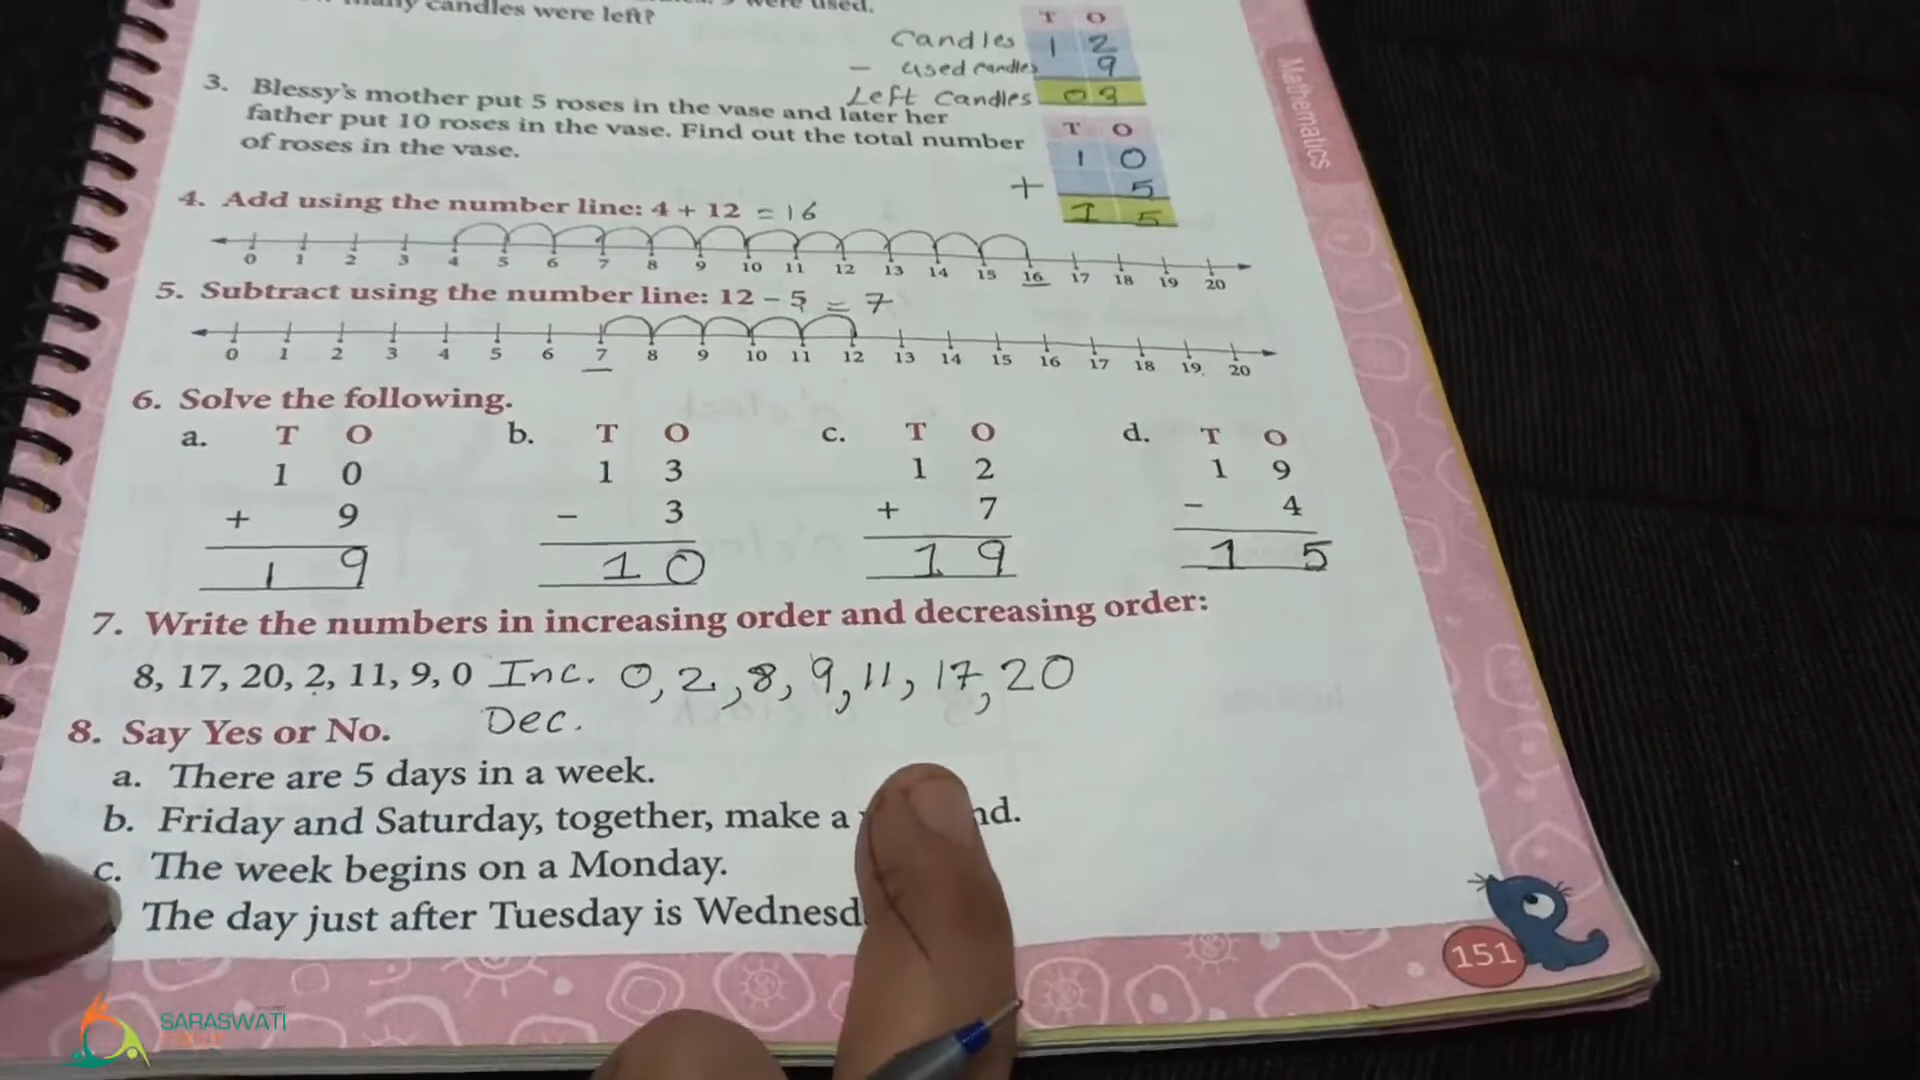 many candles were left?
were used.
T O
Candles 1 2
- used candles 9
Left Candles 0 3
3. Blessy's mother put 5 roses in the vase and later her
father put 10 roses in the vase. Find out the total number
of roses in the vase.
T O
1 0
+ 5
1 5
4. Add using the number line: 4 + 12 = 16
0 1 2 3 4 5 6 7 8 9 10 11 12 13 14 15 16 17 18 19 20
5. Subtract using the number line: 12 - 5 = 7
0 1 2 3 4 5 6 7 8 9 10 11 12 13 14 15 16 17 18 19 20
6. Solve the following.
a. T O b. T O c. T O d. T O
1 0 1 3 1 2 1 9
+ 9 - 3 + 7 - 4
1 9 1 0 1 9 1 5
7. Write the numbers in increasing order and decreasing order:
8, 17, 20, 2, 11, 9, 0 Inc. 0, 2, 8, 9, 11, 17, 20
Dec.
8. Say Yes or No.
a. There are 5 days in a week.
b. Friday and Saturday, together, make a
c. The week begins on a Monday.
The day just after Tuesday is
Mathematics
151
SARASWATI